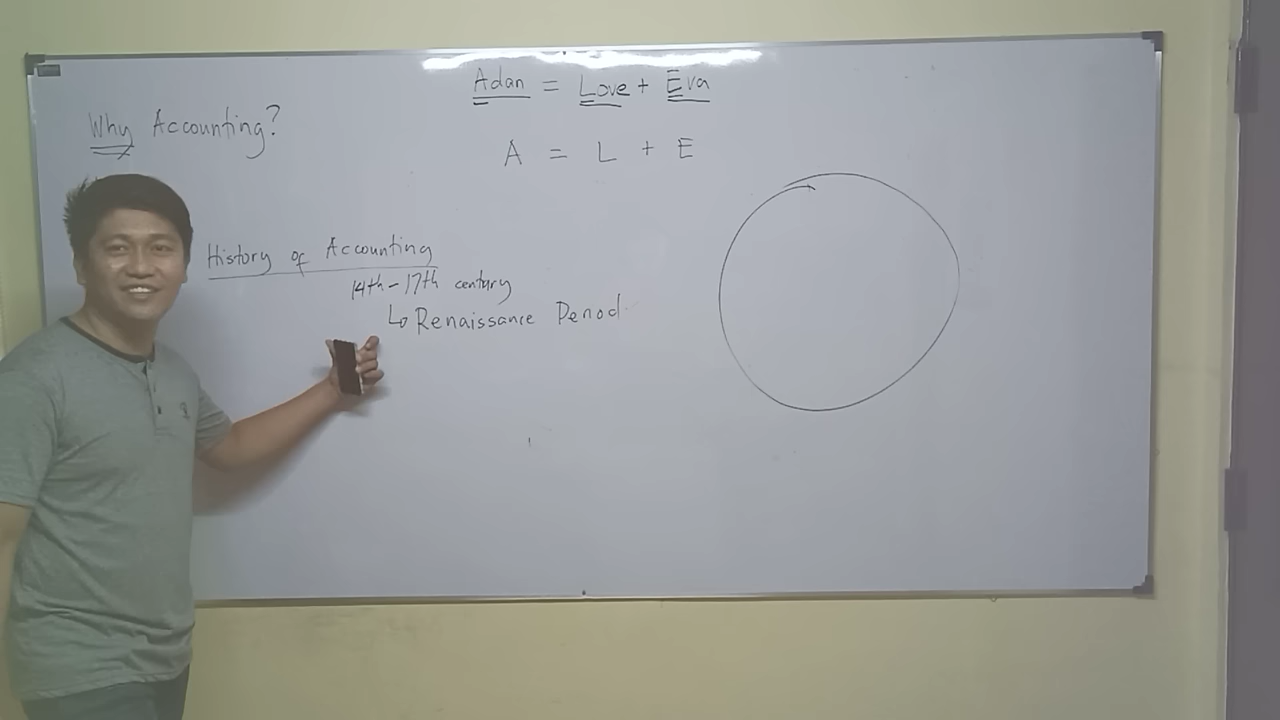 Adan = Love + Eva
Why Accounting?
A = L + E
History of Accounting
14th - 17th century
↳ Renaissance Period